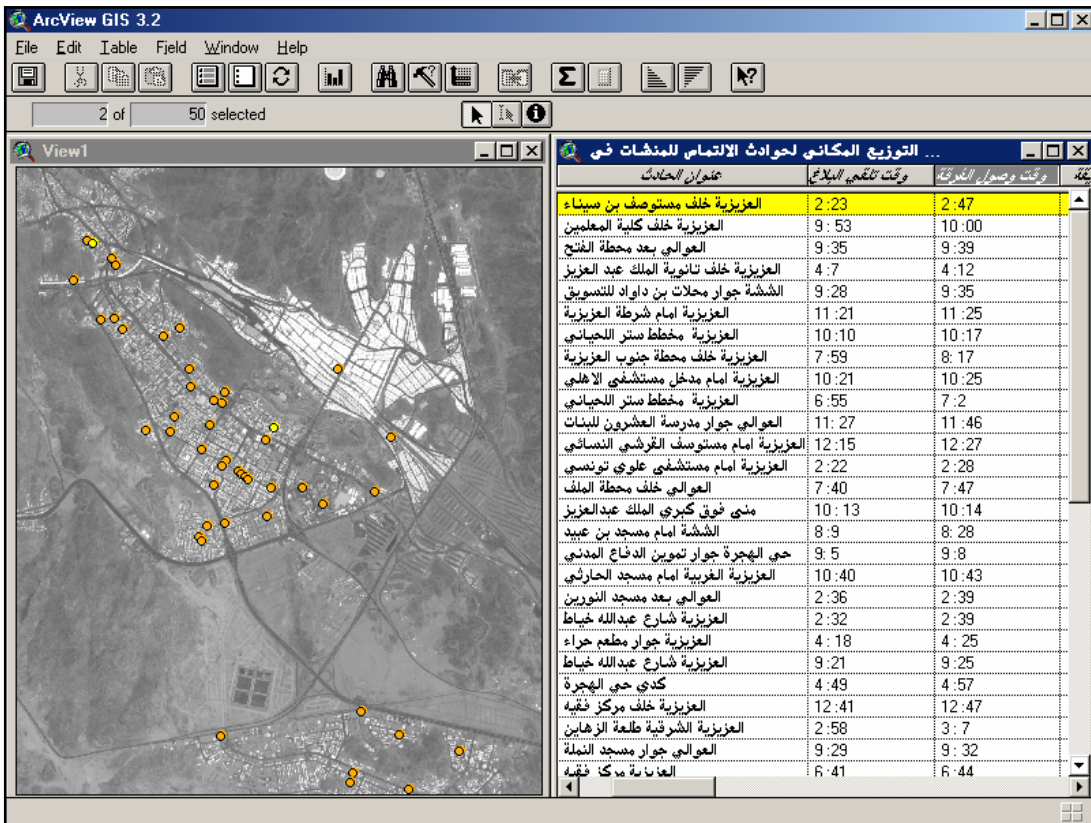 ArcView GIS 3.2
File Edit Table Field Window Help
2 of 50 selected
View1
التوزيع المكاني لحوادث الالتماس للمنشات في ...
عنوان الحادث وقت تلقي البلاغ وقت وصول الفرقة
العزيزية خلف مستوصف بن سيناء 2:23 2:47
العزيزية خلف كلية المعلمين 9:53 10:00
العوالي بعد محطة الفتح 9:35 9:39
العزيزية خلف ثانوية الملك عبد العزيز 4:7 4:12
الششة جوار محلات بن داواد للتسويق 9:28 9:35
العزيزية امام شرطة العزيزية 11:21 11:25
العزيزية مخطط ستر اللحياني 10:10 10:17
العزيزية خلف محطة جنوب العزيزية 7:59 8:17
العزيزية امام مدخل مستشفى الاهلي 10:21 10:25
العزيزية مخطط ستر اللحياني 6:55 7:2
العوالي جوار مدرسة العشرون للبنات 11:27 11:46
العزيزية امام مستوسف القرشي النسائي 12:15 12:27
العزيزية امام مستشفى علوي تونسي 2:22 2:28
العوالي خلف محطة الملف 7:40 7:47
منى فوق كبري الملك عبدالعزيز 10:13 10:14
الششة امام مسجد بن عبيد 8:9 8:28
حي الهجرة جوار تموين الدفاع المدني 9:5 9:8
العزيزية الغربية امام مسجد الحارثي 10:40 10:43
العوالي بعد مسجد النورين 2:36 2:39
العزيزية شارع عبدالله خياط 2:32 2:39
العزيزية جوار مطعم حراء 4:18 4:25
العزيزية شارع عبدالله خياط 9:21 9:25
كدي حي الهجرة 4:49 4:57
العزيزية خلف مركز فقيه 12:41 12:47
العزيزية الشرقية طلعة الزهاين 2:58 3:7
العوالي جوار مسجد النملة 9:29 9:32
العزيزية مركز فقيه 6:41 6:44